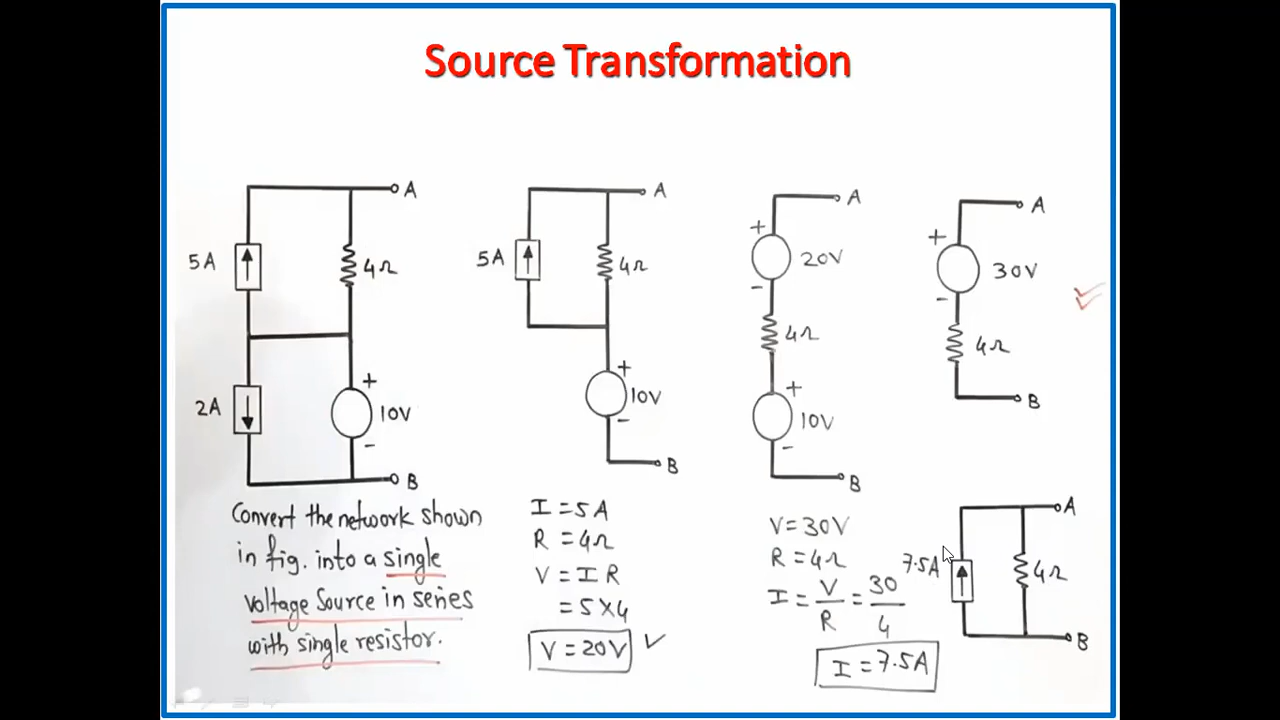 Source Transformation
A
5A
4Ω
2A
+
10V
-
B
Convert the network shown
in fig. into a single
voltage source in series
with single resistor.
A
5A
4Ω
+
10V
-
B
I = 5A
R = 4Ω
V = I R
= 5 × 4
V = 20V ✓
A
+
20V
-
4Ω
+
10V
-
B
V = 30V
R = 4Ω
I = V/R = 30/4
I = 7.5A
A
+
30V
-
4Ω
B
A
7.5A
4Ω
B